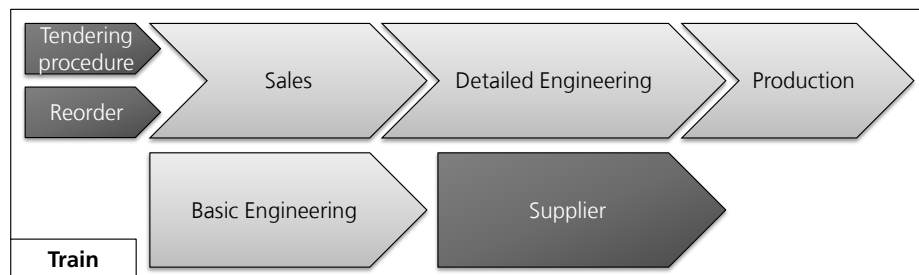 Tendering
procedure
Reorder
Sales
Detailed Engineering
Production
Basic Engineering
Supplier
Train